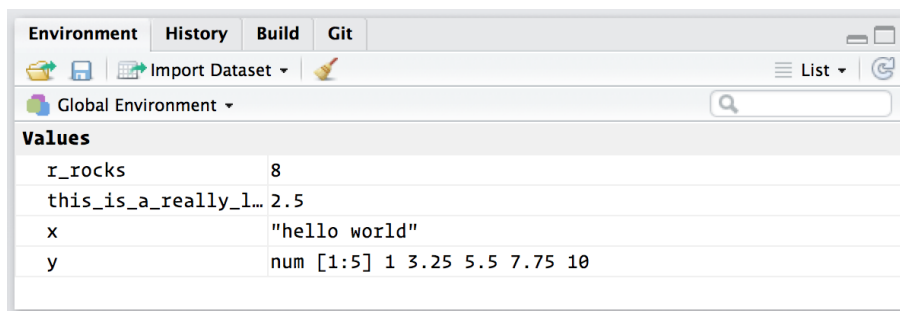 Environment History Build Git
Import Dataset List
Global Environment
Values
r_rocks 8
this_is_a_really_l… 2.5
x "hello world"
y num [1:5] 1 3.25 5.5 7.75 10